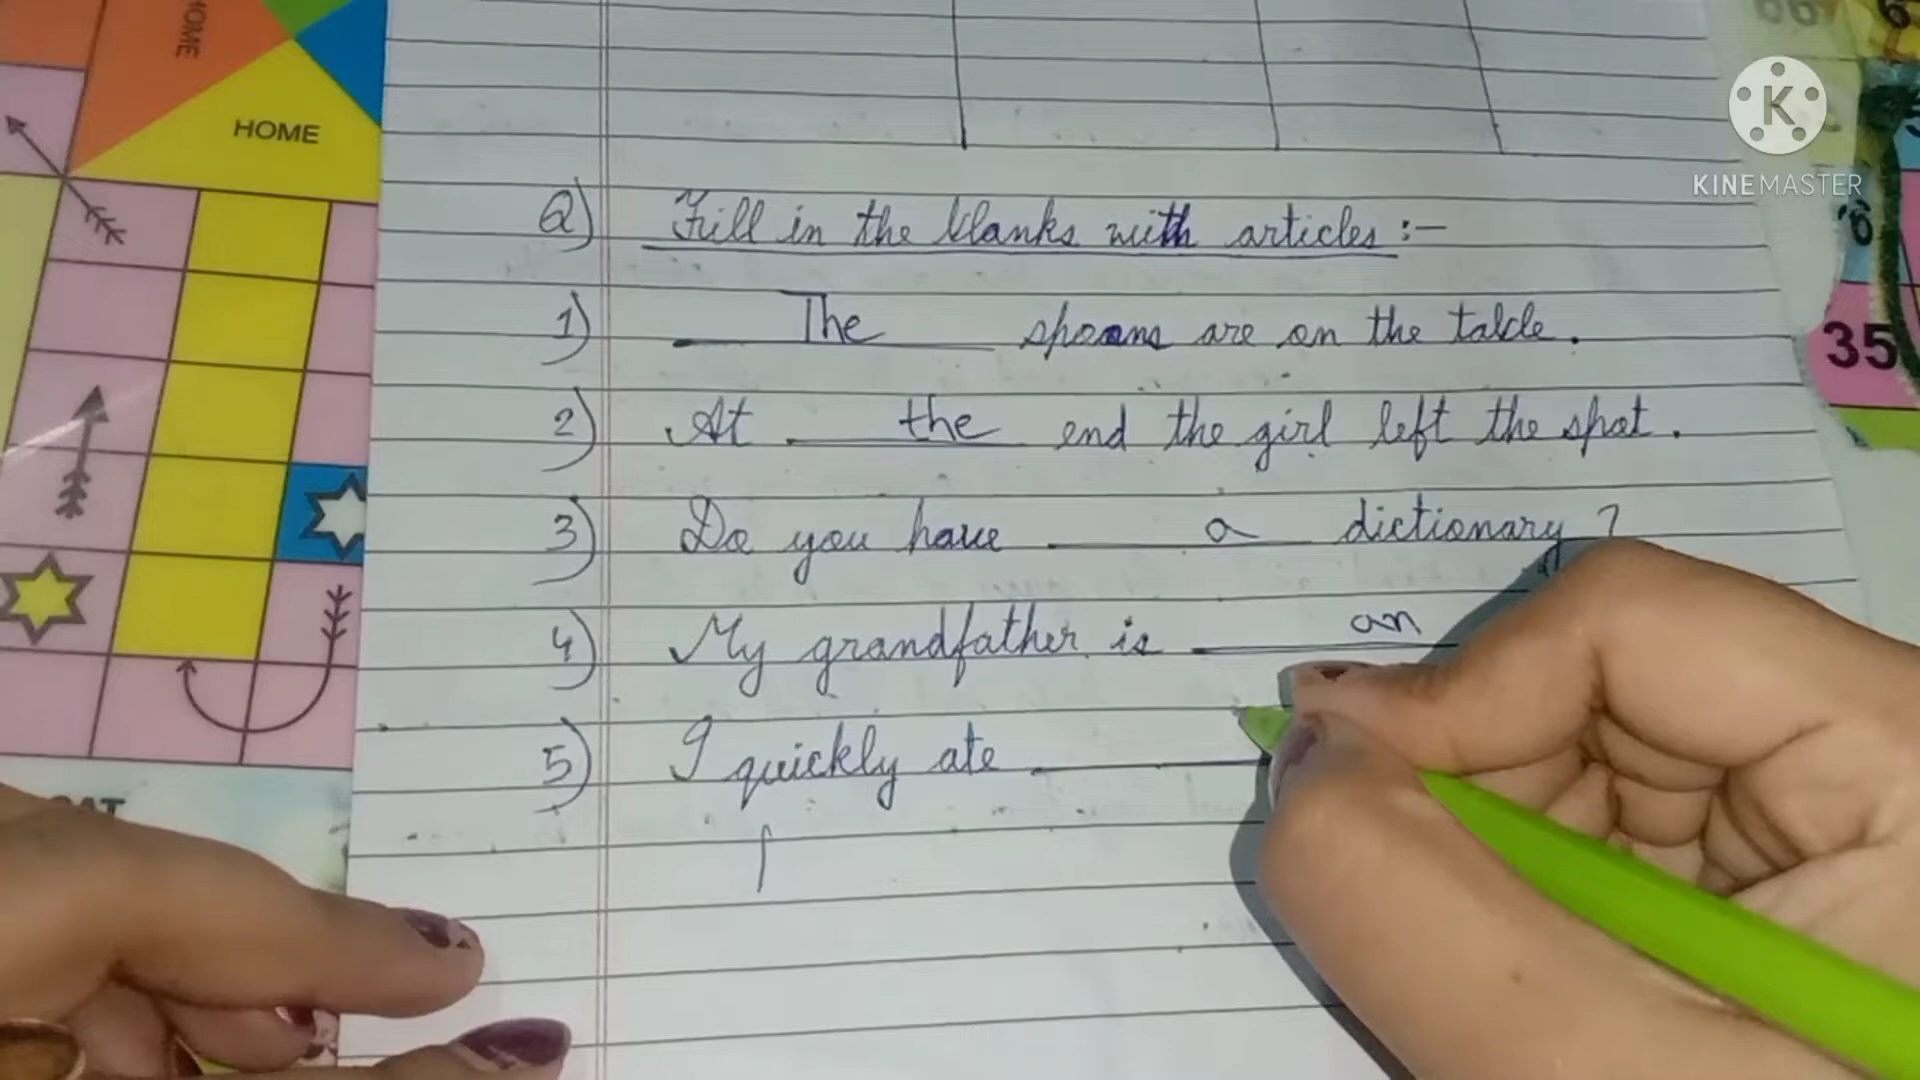 HOME
HOME
66
6
K
KINEMASTER
Q) Fill in the blanks with articles :-
1) The spoons are on the table.
2) At the end the girl left the spot.
3) Do you have a dictionary ?
4) My grandfather is an
5) I quickly ate
35